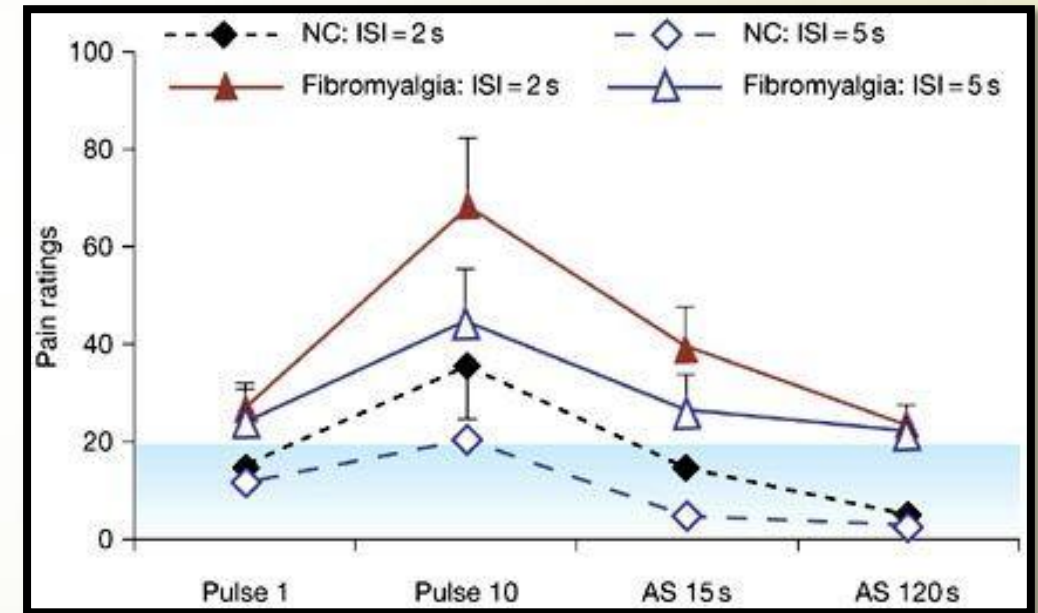 NC: ISI = 2 s
NC: ISI = 5 s
Fibromyalgia: ISI = 2 s
Fibromyalgia: ISI = 5 s
Pain ratings
100
80
60
40
20
0
Pulse 1
Pulse 10
AS 15 s
AS 120 s